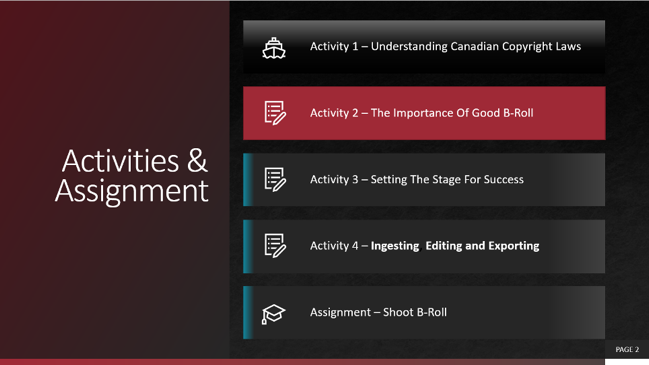 Activities &
Assignment
Activity 1 – Understanding Canadian Copyright Laws
Activity 2 – The Importance Of Good B-Roll
Activity 3 – Setting The Stage For Success
Activity 4 – Ingesting, Editing and Exporting
Assignment – Shoot B-Roll
PAGE 2